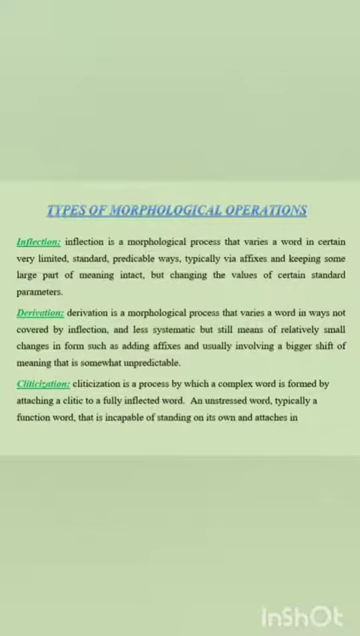 TYPES OF MORPHOLOGICAL OPERATIONS
Inflection: inflection is a morphological process that varies a word in certain
very limited, standard, predicable ways, typically via affixes and keeping some
large part of meaning intact, but changing the values of certain standard
parameters.
Derivation: derivation is a morphological process that varies a word in ways not
covered by inflection, and less systematic but still means of relatively small
changes in form such as adding affixes and usually involving a bigger shift of
meaning that is somewhat unpredictable.
Cliticization: cliticization is a process by which a complex word is formed by
attaching a clitic to a fully inflected word. An unstressed word, typically a
function word, that is incapable of standing on its own and attaches in
InShOt